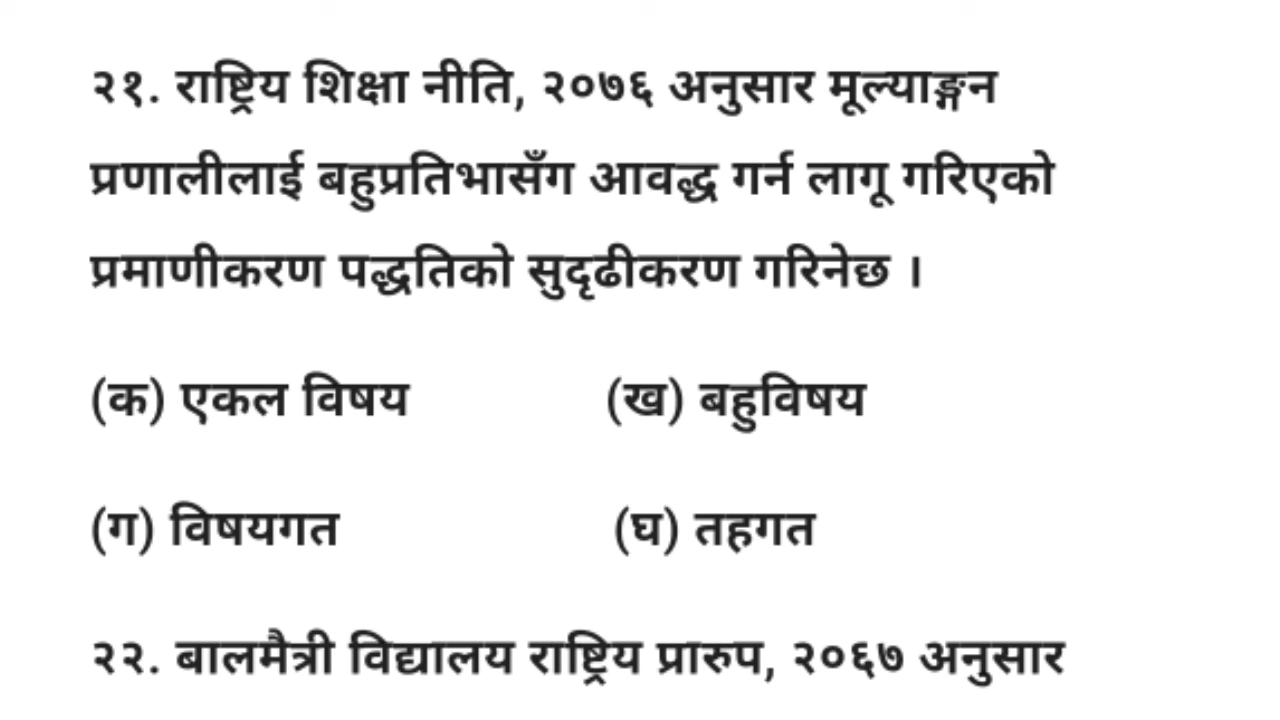 २१. राष्ट्रिय शिक्षा नीति, २०७६ अनुसार मूल्याङ्गन
प्रणालीलाई बहुप्रतिभासँग आवद्ध गर्न लागू गरिएको
प्रमाणीकरण पद्धतिको सुदृढीकरण गरिनेछ ।
(क) एकल विषय (ख) बहुविषय
(ग) विषयगत (घ) तहगत
२२. बालमैत्री विद्यालय राष्ट्रिय प्रारुप, २०६७ अनुसार